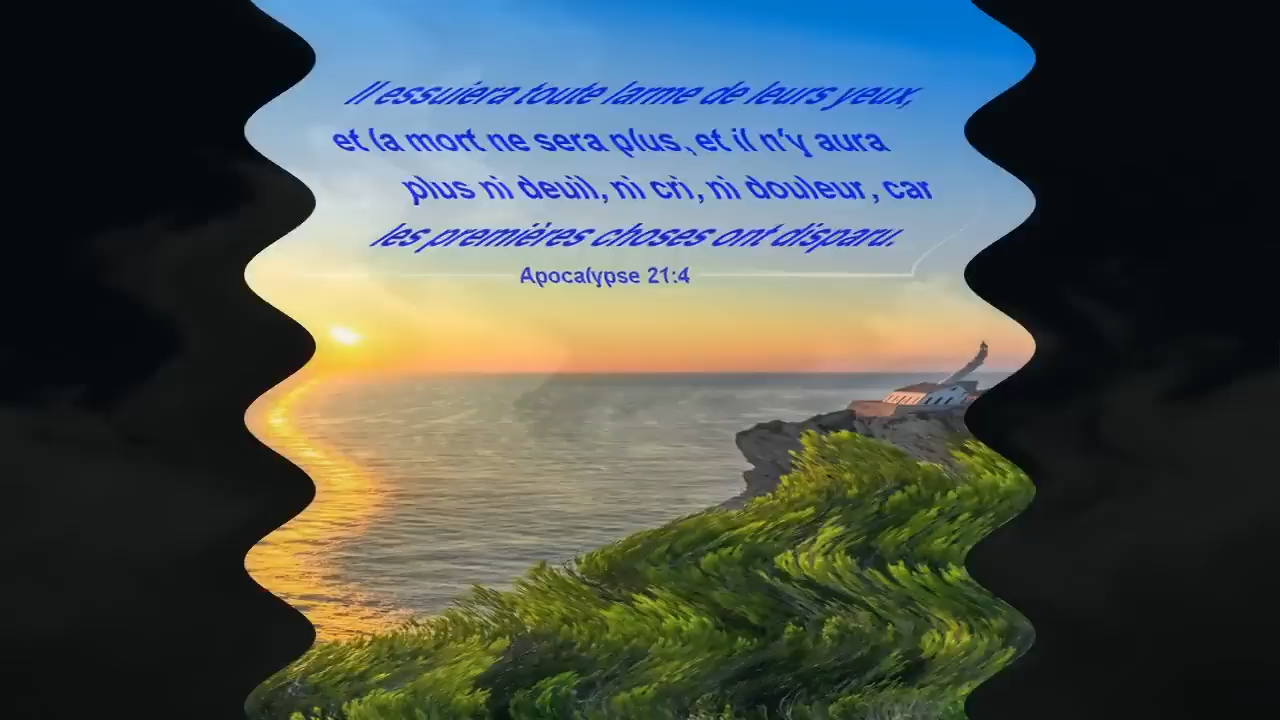 Il essuiera toute larme de leurs yeux,
et la mort ne sera plus, et il n'y aura
plus ni deuil, ni cri, ni douleur, car
les premières choses ont disparu.
Apocalypse 21:4